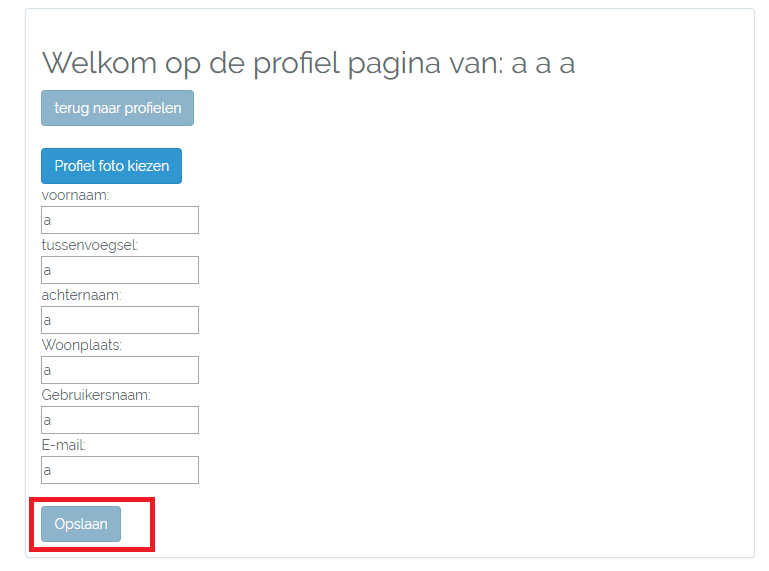 Welkom op de profiel pagina van: a a a
terug naar profielen
Profiel foto kiezen
voornaam:
a
tussenvoegsel:
a
achternaam:
a
Woonplaats:
a
Gebruikersnaam:
a
E-mail:
a
Opslaan